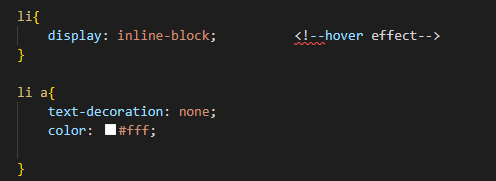 li{
display: inline-block; <!--hover effect-->
}
li a{
text-decoration: none;
color: #fff;
}